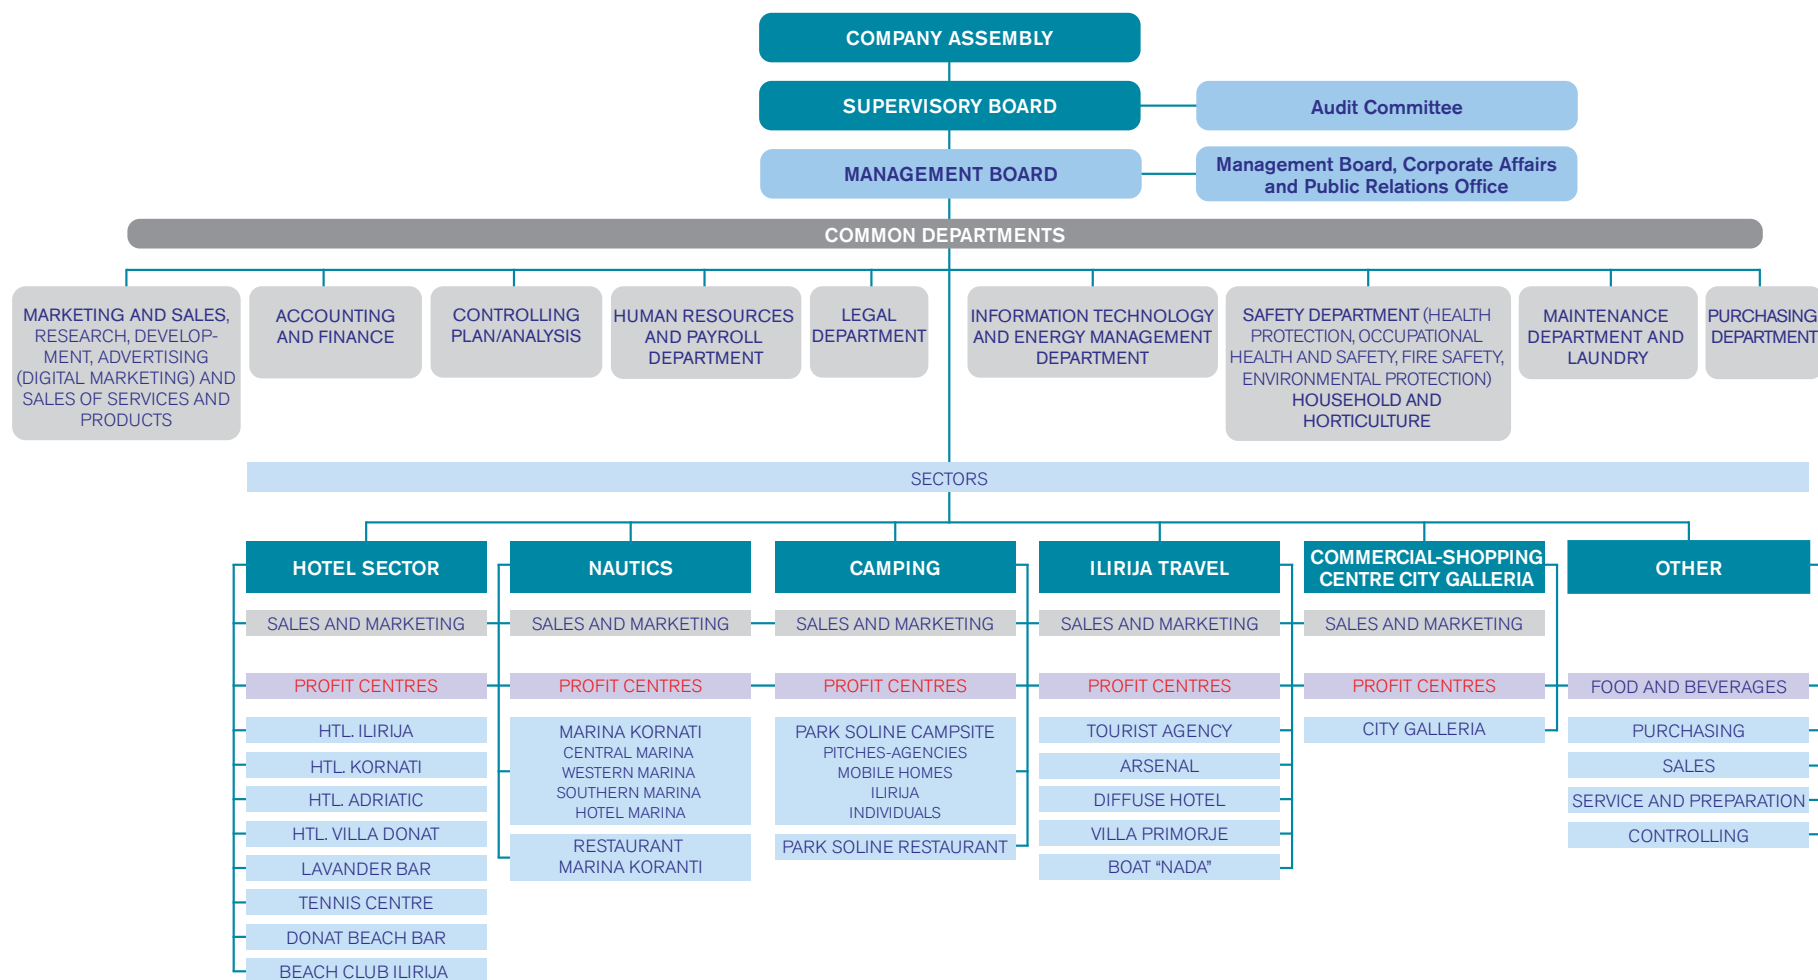 COMPANY ASSEMBLY
SUPERVISORY BOARD
Audit Committee
MANAGEMENT BOARD
Management Board, Corporate Affairs
and Public Relations Office
COMMON DEPARTMENTS
MARKETING AND SALES,
RESEARCH, DEVELOP-
MENT, ADVERTISING
(DIGITAL MARKETING) AND
SALES OF SERVICES AND
PRODUCTS
ACCOUNTING
AND FINANCE
CONTROLLING
PLAN/ANALYSIS
HUMAN RESOURCES
AND PAYROLL
DEPARTMENT
LEGAL
DEPARTMENT
INFORMATION TECHNOLOGY
AND ENERGY MANAGEMENT
DEPARTMENT
SAFETY DEPARTMENT (HEALTH
PROTECTION, OCCUPATIONAL
HEALTH AND SAFETY, FIRE SAFETY,
ENVIRONMENTAL PROTECTION)
HOUSEHOLD AND
HORTICULTURE
MAINTENANCE
DEPARTMENT AND
LAUNDRY
PURCHASING
DEPARTMENT
SECTORS
HOTEL SECTOR
SALES AND MARKETING
PROFIT CENTRES
HTL. ILIRIJA
HTL. KORNATI
HTL. ADRIATIC
HTL. VILLA DONAT
LAVANDER BAR
TENNIS CENTRE
DONAT BEACH BAR
BEACH CLUB ILIRIJA
NAUTICS
SALES AND MARKETING
PROFIT CENTRES
MARINA KORNATI
CENTRAL MARINA
WESTERN MARINA
SOUTHERN MARINA
HOTEL MARINA
RESTAURANT
MARINA KORANTI
CAMPING
SALES AND MARKETING
PROFIT CENTRES
PARK SOLINE CAMPSITE
PITCHES-AGENCIES
MOBILE HOMES
ILIRIJA
INDIVIDUALS
PARK SOLINE RESTAURANT
ILIRIJA TRAVEL
SALES AND MARKETING
PROFIT CENTRES
TOURIST AGENCY
ARSENAL
DIFFUSE HOTEL
VILLA PRIMORJE
BOAT “NADA”
COMMERCIAL-SHOPPING
CENTRE CITY GALLERIA
SALES AND MARKETING
PROFIT CENTRES
CITY GALLERIA
OTHER
FOOD AND BEVERAGES
PURCHASING
SALES
SERVICE AND PREPARATION
CONTROLLING